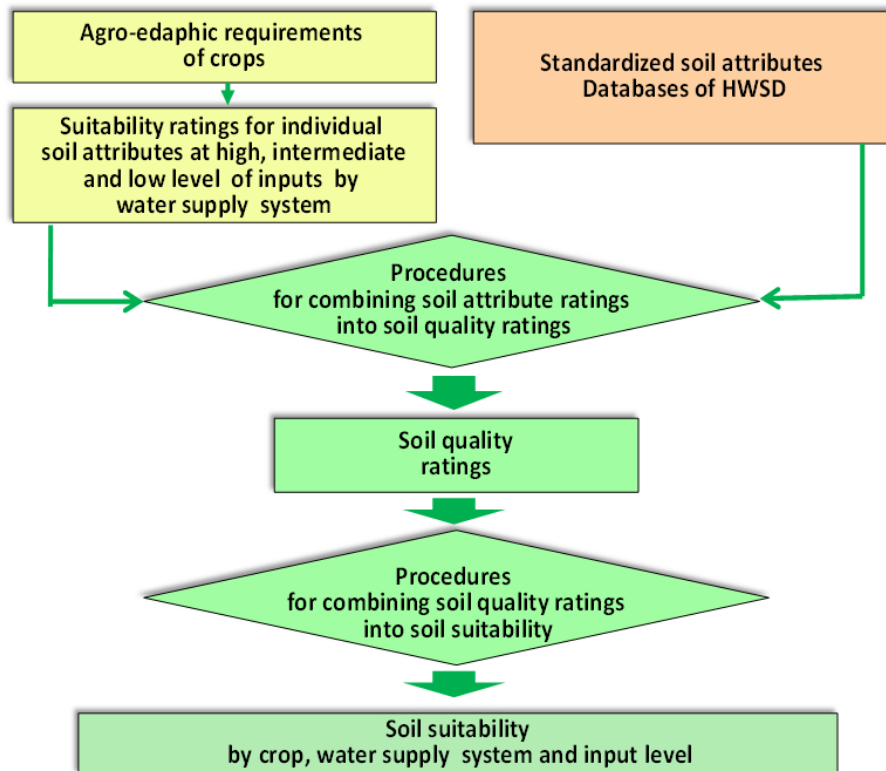 Agro-edaphic requirements
of crops
Standardized soil attributes
Databases of HWSD
Suitability ratings for individual
soil attributes at high, intermediate
and low level of inputs by
water supply system
Procedures
for combining soil attribute ratings
into soil quality ratings
Soil quality
ratings
Procedures
for combining soil quality ratings
into soil suitability
Soil suitability
by crop, water supply system and input level